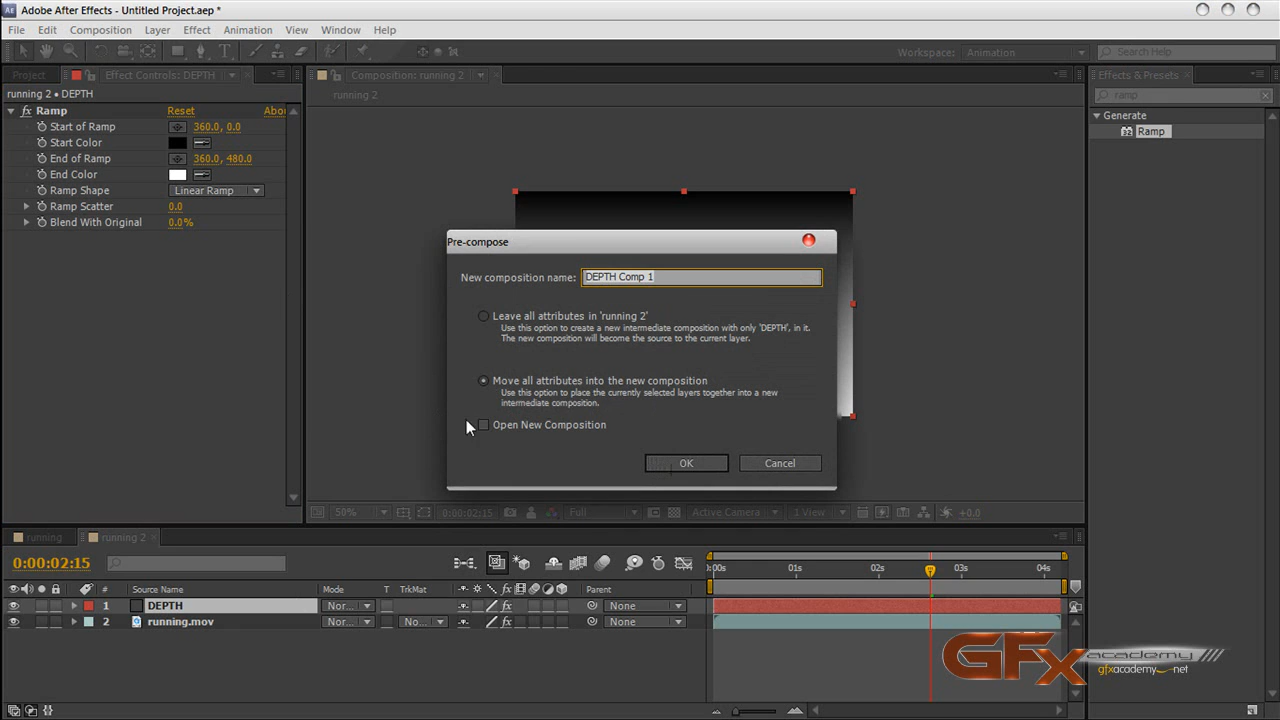 Ae Adobe After Effects - Untitled Project.aep *
File Edit Composition Layer Effect Animation View Window Help
Workspace: Animation Search Help
Project Effect Controls: DEPTH Composition: running 2 Effects & Presets
running 2 • DEPTH running 2 ramp
fx Ramp Reset Abo
Generate
Start of Ramp 360.0, 0.0
Ramp
Start Color
End of Ramp 360.0, 480.0
End Color
Ramp Shape Linear Ramp
Ramp Scatter 0.0
Blend With Original 0.0%
Pre-compose
New composition name: DEPTH Comp 1
Leave all attributes in 'running 2'
Use this option to create a new intermediate composition with only 'DEPTH', in it.
The new composition will become the source to the current layer.
Move all attributes into the new composition
Use this option to place the currently selected layers together into a new
intermediate composition.
Open New Composition
OK Cancel
50% 0:00:02:15 Full Active Camera 1 View +0.0
running running 2
0:00:02:15
:00s 01s 02s 03s 04s
# Source Name Mode T TrkMat fx Parent
1 DEPTH Nor... fx None
2 running.mov Nor... No... fx None
GFx academy
gfxacademy.net